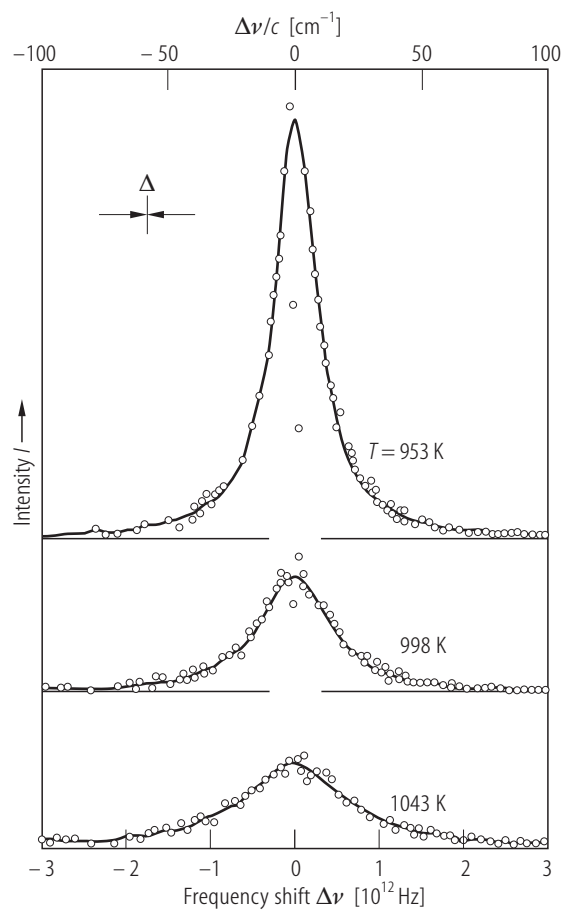 Δν/c [cm⁻¹]
−100 −50 0 50 100
Δ
Intensity I
T = 953 K
998 K
1043 K
−3 −2 −1 0 1 2 3
Frequency shift Δν [10¹² Hz]